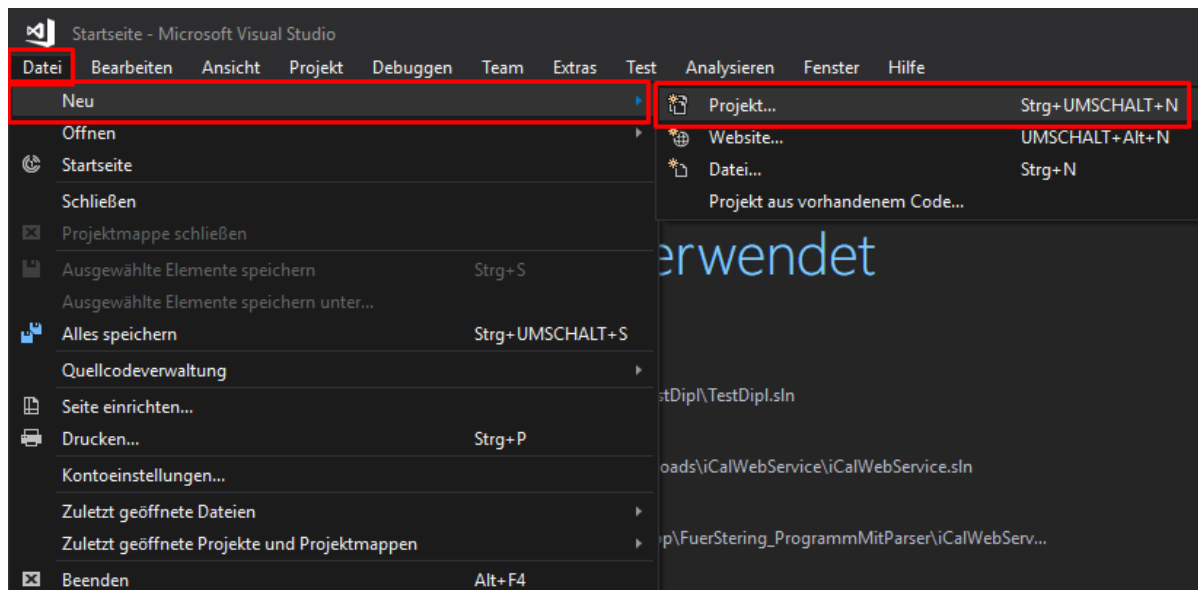 Startseite - Microsoft Visual Studio
Datei Bearbeiten Ansicht Projekt Debuggen Team Extras Test Analysieren Fenster Hilfe
Neu
Öffnen
Startseite
Schließen
Projektmappe schließen
Ausgewählte Elemente speichern Strg+S
Ausgewählte Elemente speichern unter...
Alles speichern Strg+UMSCHALT+S
Quellcodeverwaltung
Seite einrichten...
Drucken... Strg+P
Kontoeinstellungen...
Zuletzt geöffnete Dateien
Zuletzt geöffnete Projekte und Projektmappen
Beenden Alt+F4
Projekt... Strg+UMSCHALT+N
Website... UMSCHALT+Alt+N
Datei... Strg+N
Projekt aus vorhandenem Code...
erwendet
stDipl\TestDipl.sln
oads\iCalWebService\iCalWebService.sln
op\FuerStering_ProgrammMitParser\iCalWebServ...